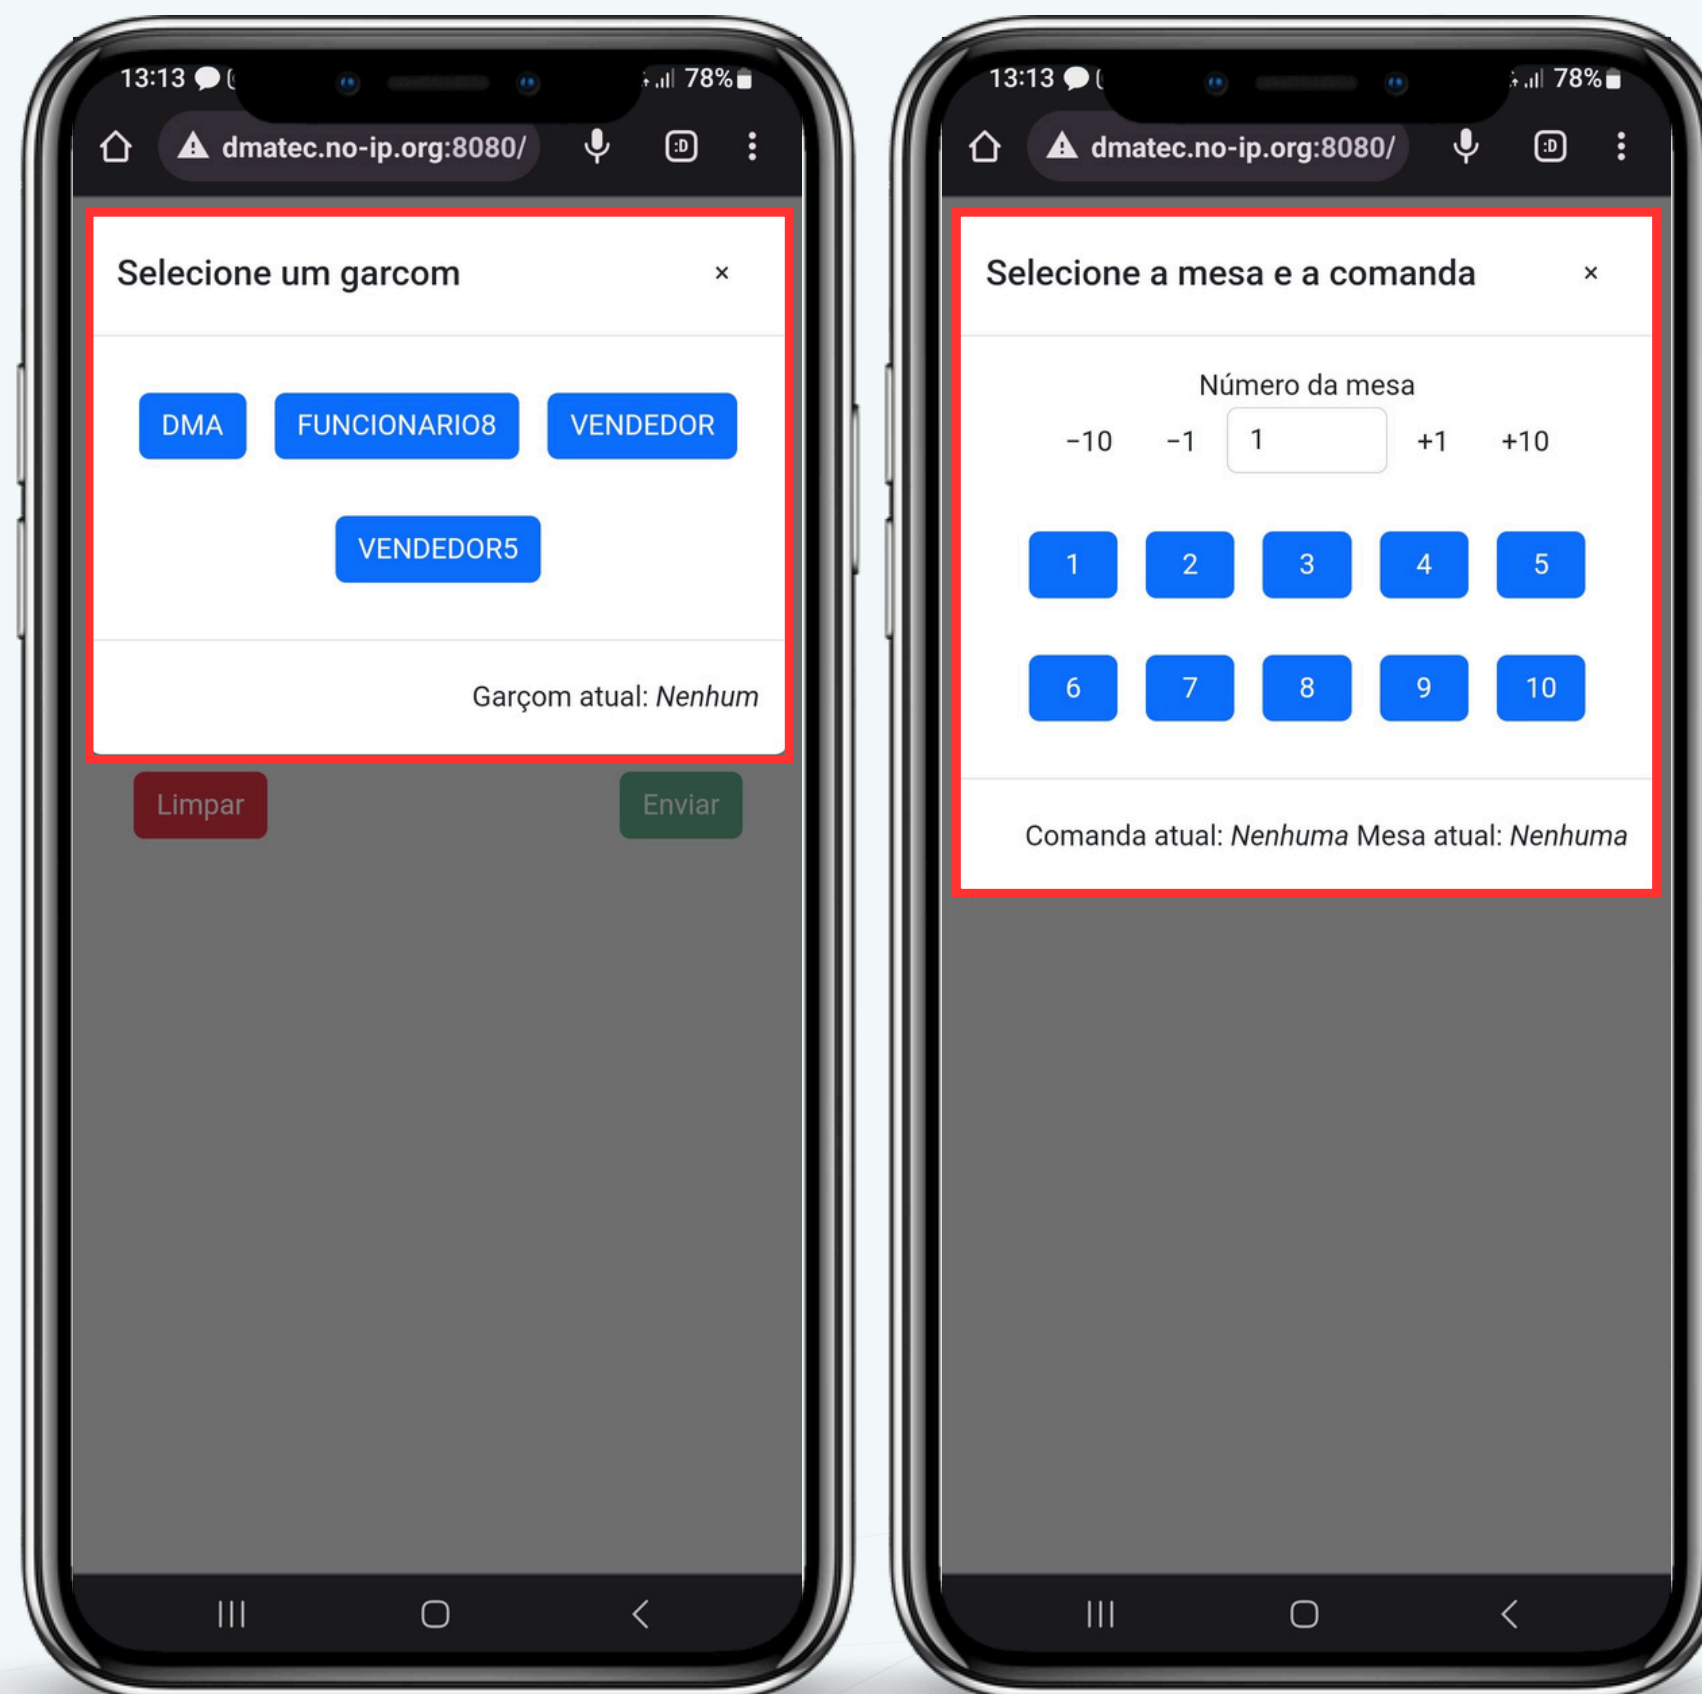 13:13
78%
dmatec.no-ip.org:8080/
:D
Selecione um garcom
×
DMA
FUNCIONARIO8
VENDEDOR
VENDEDOR5
Garçom atual: Nenhum
Limpar
Enviar
13:13
78%
dmatec.no-ip.org:8080/
:D
Selecione a mesa e a comanda
×
Número da mesa
−10 −1 1 +1 +10
1 2 3 4 5
6 7 8 9 10
Comanda atual: Nenhuma Mesa atual: Nenhuma